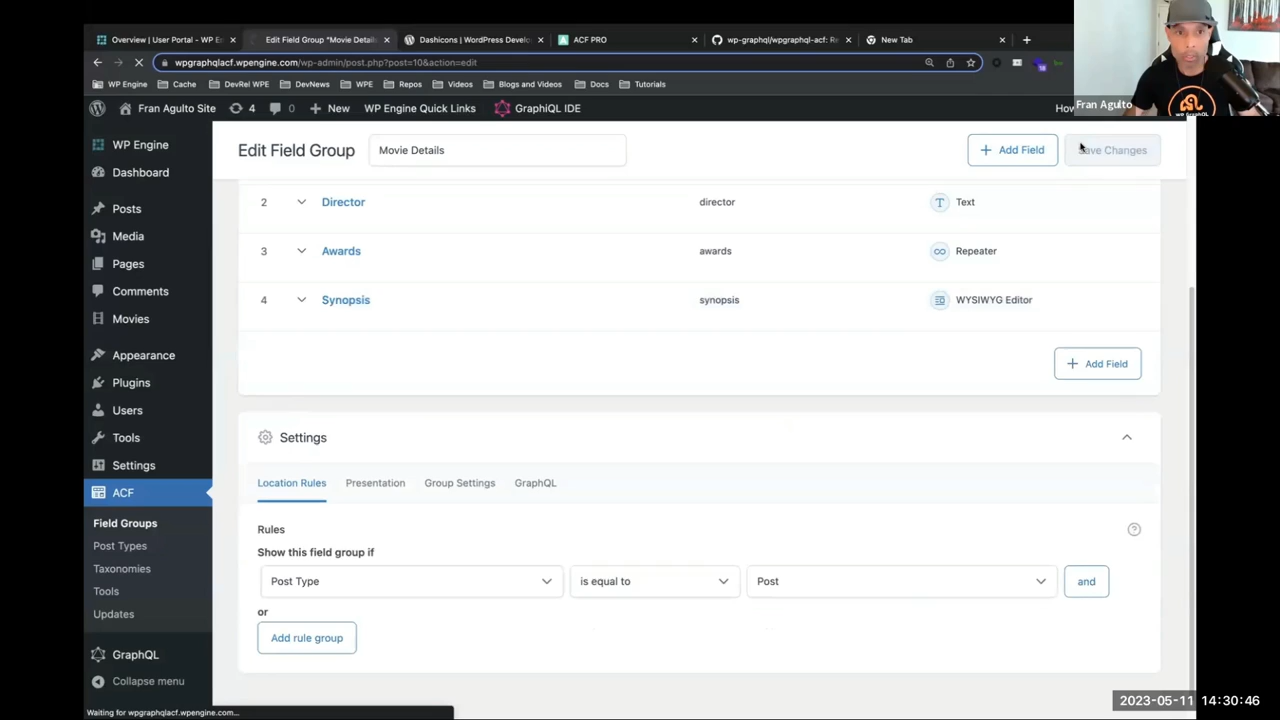 Overview | User Portal - WP E
Edit Field Group "Movie Details
Dashicons | WordPress Develo
ACF PRO
wp-graphql/wpgraphql-acf: Re
New Tab
wpgraphqlacf.wpengine.com/wp-admin/post.php?post=10&action=edit
WP Engine
Cache
DevRel WPE
DevNews
WPE
Repos
Videos
Blogs and Videos
Docs
Tutorials
Fran Agulto Site
4
0
New
WP Engine Quick Links
GraphiQL IDE
How
Fran Agulto
WP GraphQL
WP Engine
Dashboard
Posts
Media
Pages
Comments
Movies
Appearance
Plugins
Users
Tools
Settings
ACF
Field Groups
Post Types
Taxonomies
Tools
Updates
GraphQL
Collapse menu
Edit Field Group
Movie Details
Add Field
Save Changes
2 Director director Text
3 Awards awards Repeater
4 Synopsis synopsis WYSIWYG Editor
Add Field
Settings
Location Rules
Presentation
Group Settings
GraphQL
Rules
Show this field group if
Post Type
is equal to
Post
and
or
Add rule group
Waiting for wpgraphqlacf.wpengine.com...
2023-05-11 14:30:46